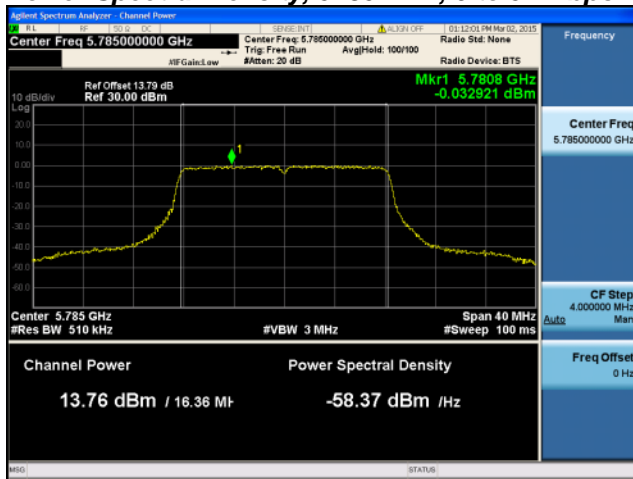 Agilent Spectrum Analyzer - Channel Power
RL RF 50 Ω DC SENSE:INT ALIGN OFF 01:12:01 PM Mar 02, 2015
Center Freq 5.785000000 GHz
Center Freq: 5.785000000 GHz
Radio Std: None
Trig: Free Run Avg|Hold: 100/100
#IFGain:Low #Atten: 20 dB Radio Device: BTS
Mkr1 5.7808 GHz
-0.032921 dBm
Ref Offset 13.79 dB
10 dB/div Ref 30.00 dBm
Log
20.0
10.0
1
0.00
-10.0
-20.0
-30.0
-40.0
-50.0
-60.0
Center 5.785 GHz Span 40 MHz
#Res BW 510 kHz #VBW 3 MHz #Sweep 100 ms
Channel Power Power Spectral Density
13.76 dBm / 16.36 MH -58.37 dBm /Hz
MSG STATUS
Frequency
Center Freq
5.785000000 GHz
CF Step
4.000000 MHz
Auto Man
Freq Offset
0 Hz